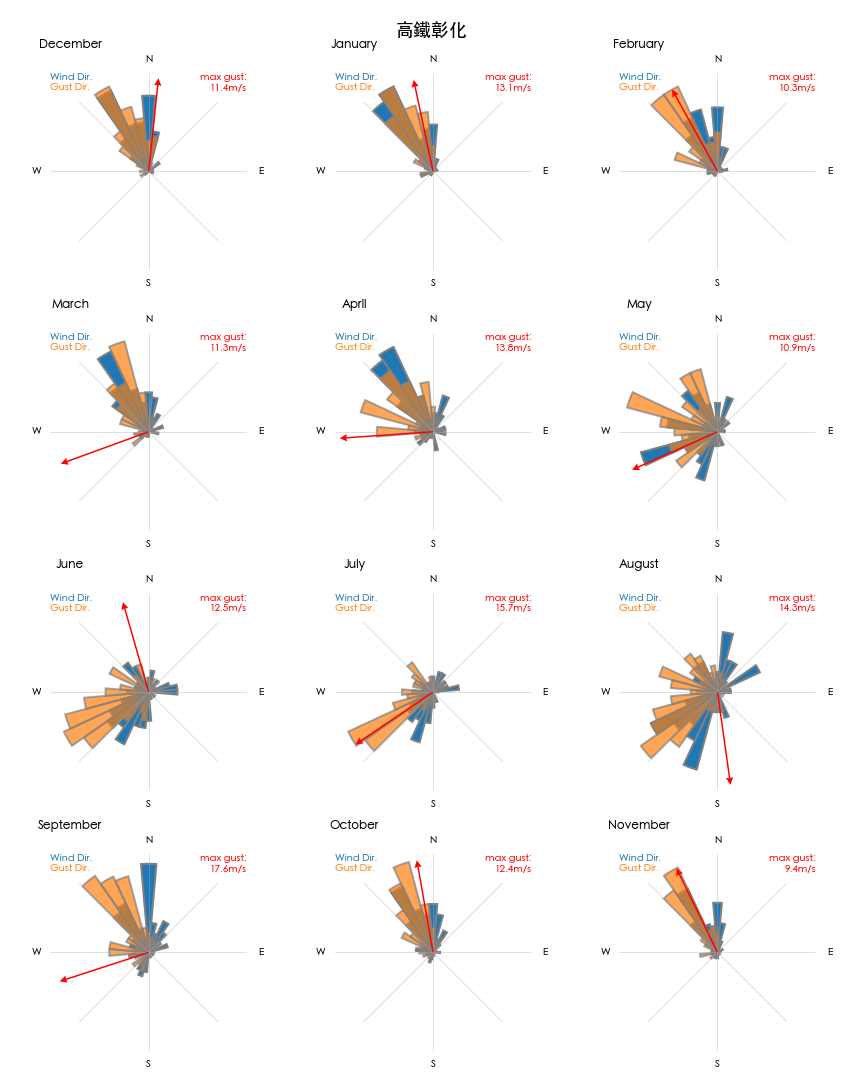 高鐵彰化
December
N
Wind Dir.
Gust Dir.
max gust:
11.4m/s
W
E
S
January
N
Wind Dir.
Gust Dir.
max gust:
13.1m/s
W
E
S
February
N
Wind Dir.
Gust Dir.
max gust:
10.3m/s
W
E
S
March
N
Wind Dir.
Gust Dir.
max gust:
11.3m/s
W
E
S
April
N
Wind Dir.
Gust Dir.
max gust:
13.8m/s
W
E
S
May
N
Wind Dir.
Gust Dir.
max gust:
10.9m/s
W
E
S
June
N
Wind Dir.
Gust Dir.
max gust:
12.5m/s
W
E
S
July
N
Wind Dir.
Gust Dir.
max gust:
15.7m/s
W
E
S
August
N
Wind Dir.
Gust Dir.
max gust:
14.3m/s
W
E
S
September
N
Wind Dir.
Gust Dir.
max gust:
17.6m/s
W
E
S
October
N
Wind Dir.
Gust Dir.
max gust:
12.4m/s
W
E
S
November
N
Wind Dir.
Gust Dir.
max gust:
9.4m/s
W
E
S